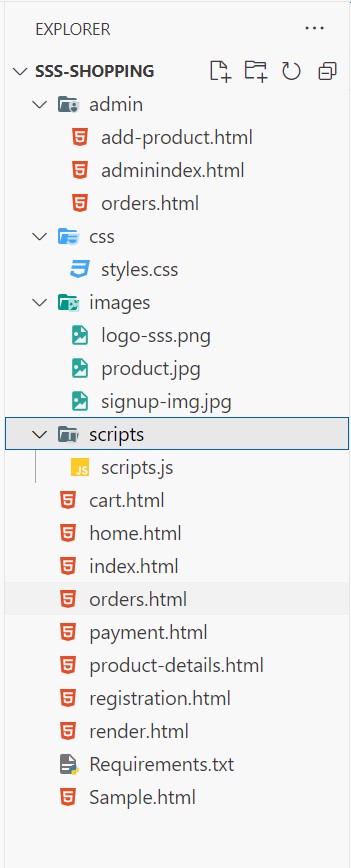 EXPLORER
SSS-SHOPPING
admin
add-product.html
adminindex.html
orders.html
css
styles.css
images
logo-sss.png
product.jpg
signup-img.jpg
scripts
JS scripts.js
cart.html
home.html
index.html
orders.html
payment.html
product-details.html
registration.html
render.html
Requirements.txt
Sample.html